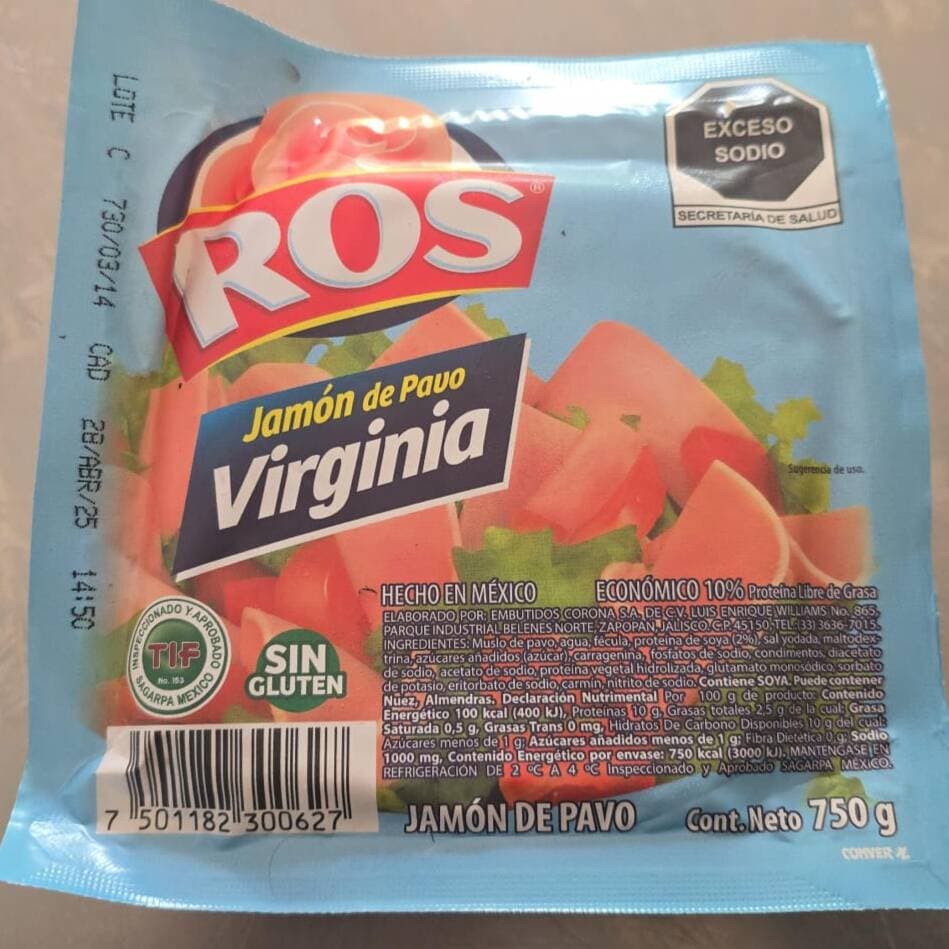 LOTE C 730/03/14 CAD 28/ABR/25 14:50
EXCESO
SODIO
SECRETARÍA DE SALUD
ROS®
Jamón de Pavo
Virginia
Sugerencia de uso.
HECHO EN MÉXICO ECONÓMICO 10% Proteína Libre de Grasa
ELABORADO POR: EMBUTIDOS CORONA S.A. DE C.V. LUIS ENRIQUE WILLIAMS No. 865,
PARQUE INDUSTRIAL BELENES NORTE, ZAPOPAN, JALISCO, C.P. 45150, TEL. (33) 3636-7015.
INGREDIENTES: Muslo de pavo, agua, fécula, proteína de soya (2%), sal yodada, maltodex-
trina, azúcares añadidos (azúcar), carragenina, fosfatos de sodio, condimentos, diacetato
de sodio, acetato de sodio, proteína vegetal hidrolizada, glutamato monosódico, sorbato
de potasio, eritorbato de sodio, carmín, nitrito de sodio. Contiene SOYA. Puede contener
Nuez, Almendras. Declaración Nutrimental Por 100 g de producto: Contenido
Energético 100 kcal (400 kJ), Proteínas 10 g, Grasas totales 2,5 g de la cual: Grasa
Saturada 0,5 g, Grasas Trans 0 mg, Hidratos De Carbono Disponibles 10 g del cual:
Azúcares menos de 1 g; Azúcares añadidos menos de 1 g; Fibra Dietética 0 g; Sodio
1000 mg, Contenido Energético por envase: 750 kcal (3000 kJ). MANTÉNGASE EN
REFRIGERACIÓN DE 2 °C A 4 °C Inspeccionado y Aprobado SAGARPA MÉXICO.
INSPECCIONADO Y APROBADO
TIF
No. 153
SAGARPA MÉXICO
SIN
GLUTEN
7 501182 300627
JAMÓN DE PAVO Cont. Neto 750 g
CONVER